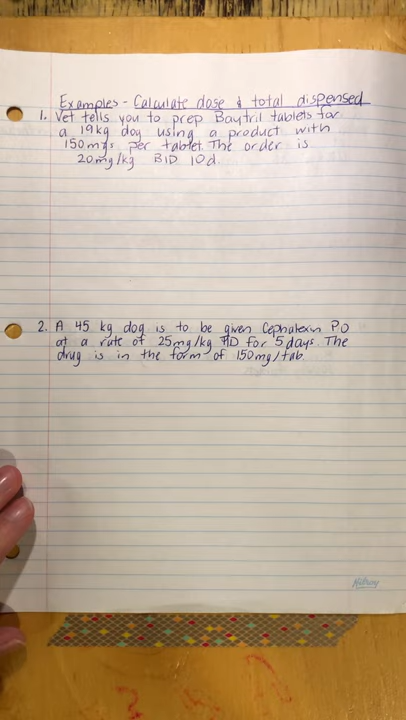 Examples - Calculate dose & total dispensed
1. Vet tells you to prep Baytril tablets for
a 19kg dog using a product with
150mgs per tablet. The order is
20mg/kg BID 10d.
2. A 45 kg dog is to be given Cephalexin PO
at a rate of 25mg/kg TID for 5 days. The
drug is in the form of 150mg/tab.